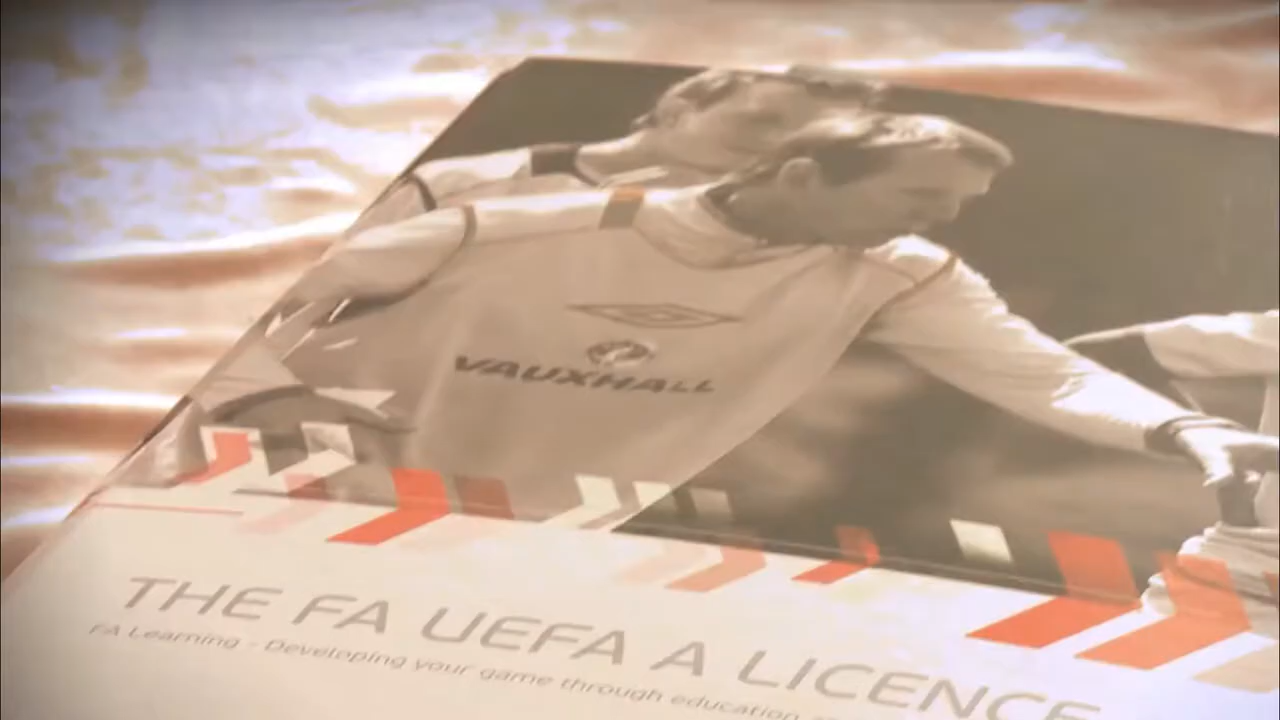 VAUXHALL
THE FA UEFA A LICENCE
FA Learning - Developing your game through education